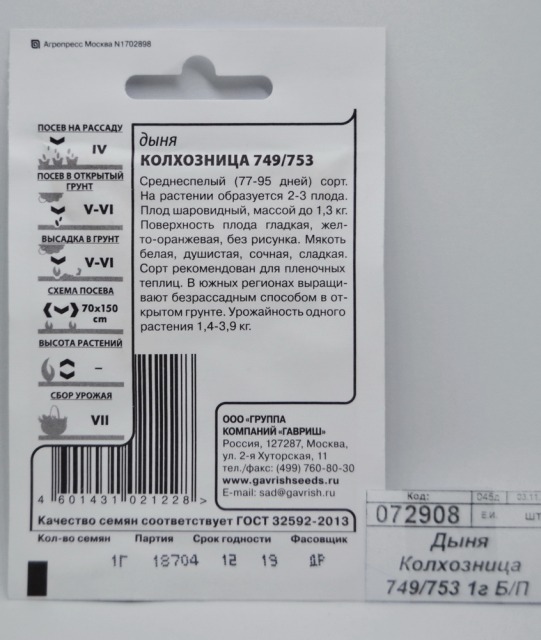 Агропресс Москва N1702898
ПОСЕВ НА РАССАДУ
IV
ПОСЕВ В ОТКРЫТЫЙ
ГРУНТ
V-VI
ВЫСАДКА В ГРУНТ
V-VI
СХЕМА ПОСЕВА
70x150
cm
ВЫСОТА РАСТЕНИЙ
–
СБОР УРОЖАЯ
VII
дыня
КОЛХОЗНИЦА 749/753
Среднеспелый (77-95 дней) сорт.
На растении образуется 2-3 плода.
Плод шаровидный, массой до 1,3 кг.
Поверхность плода гладкая, жел-
то-оранжевая, без рисунка. Мякоть
белая, душистая, сочная, сладкая.
Сорт рекомендован для пленочных
теплиц. В южных регионах выращи-
вают безрассадным способом в от-
крытом грунте. Урожайность одного
растения 1,4-3,9 кг.
ООО «ГРУППА
КОМПАНИЙ «ГАВРИШ»
Россия, 127287, Москва,
ул. 2-я Хуторская, 11
тел./факс: (499) 760-80-30
www.gavrishseeds.ru
E-mail: sad@gavrish.ru
4 601431 021228 >
Качество семян соответствует ГОСТ 32592-2013
Кол-во семян Партия Срок годности Фасовщик
1Г 18704 12 19 ДР
Код:
072908
Е.И. шт
Дыня
Колхозница
749/753 1г Б/П